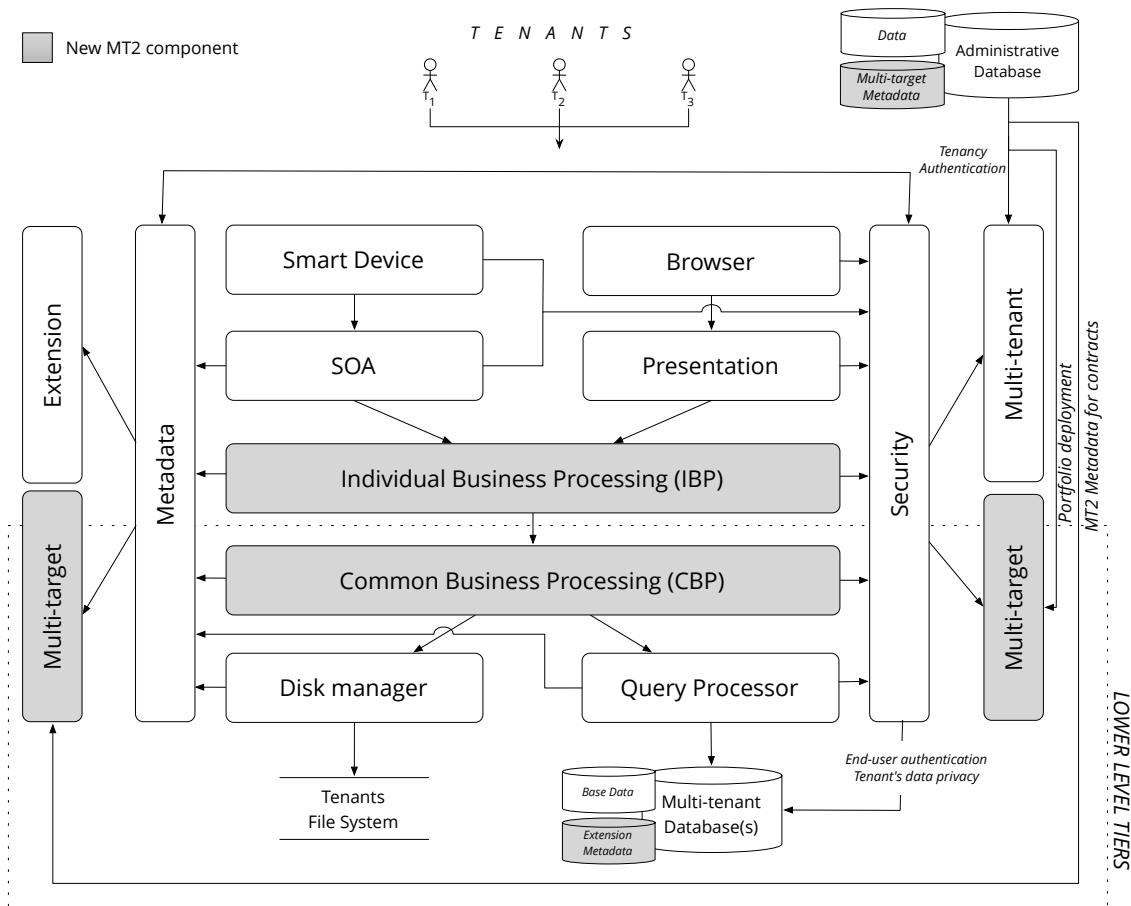 New MT2 component
T E N A N T S
T1
T2
T3
Data
Multi-target
Metadata
Administrative
Database
Tenancy
Authentication
Extension
Multi-target
Metadata
Smart Device
Browser
SOA
Presentation
Individual Business Processing (IBP)
Common Business Processing (CBP)
Disk manager
Query Processor
Security
Multi-tenant
Multi-target
Portfolio deployment
MT2 Metadata for contracts
Tenants
File System
Base Data
Extension
Metadata
Multi-tenant
Database(s)
End-user authentication
Tenant's data privacy
LOWER LEVEL TIERS